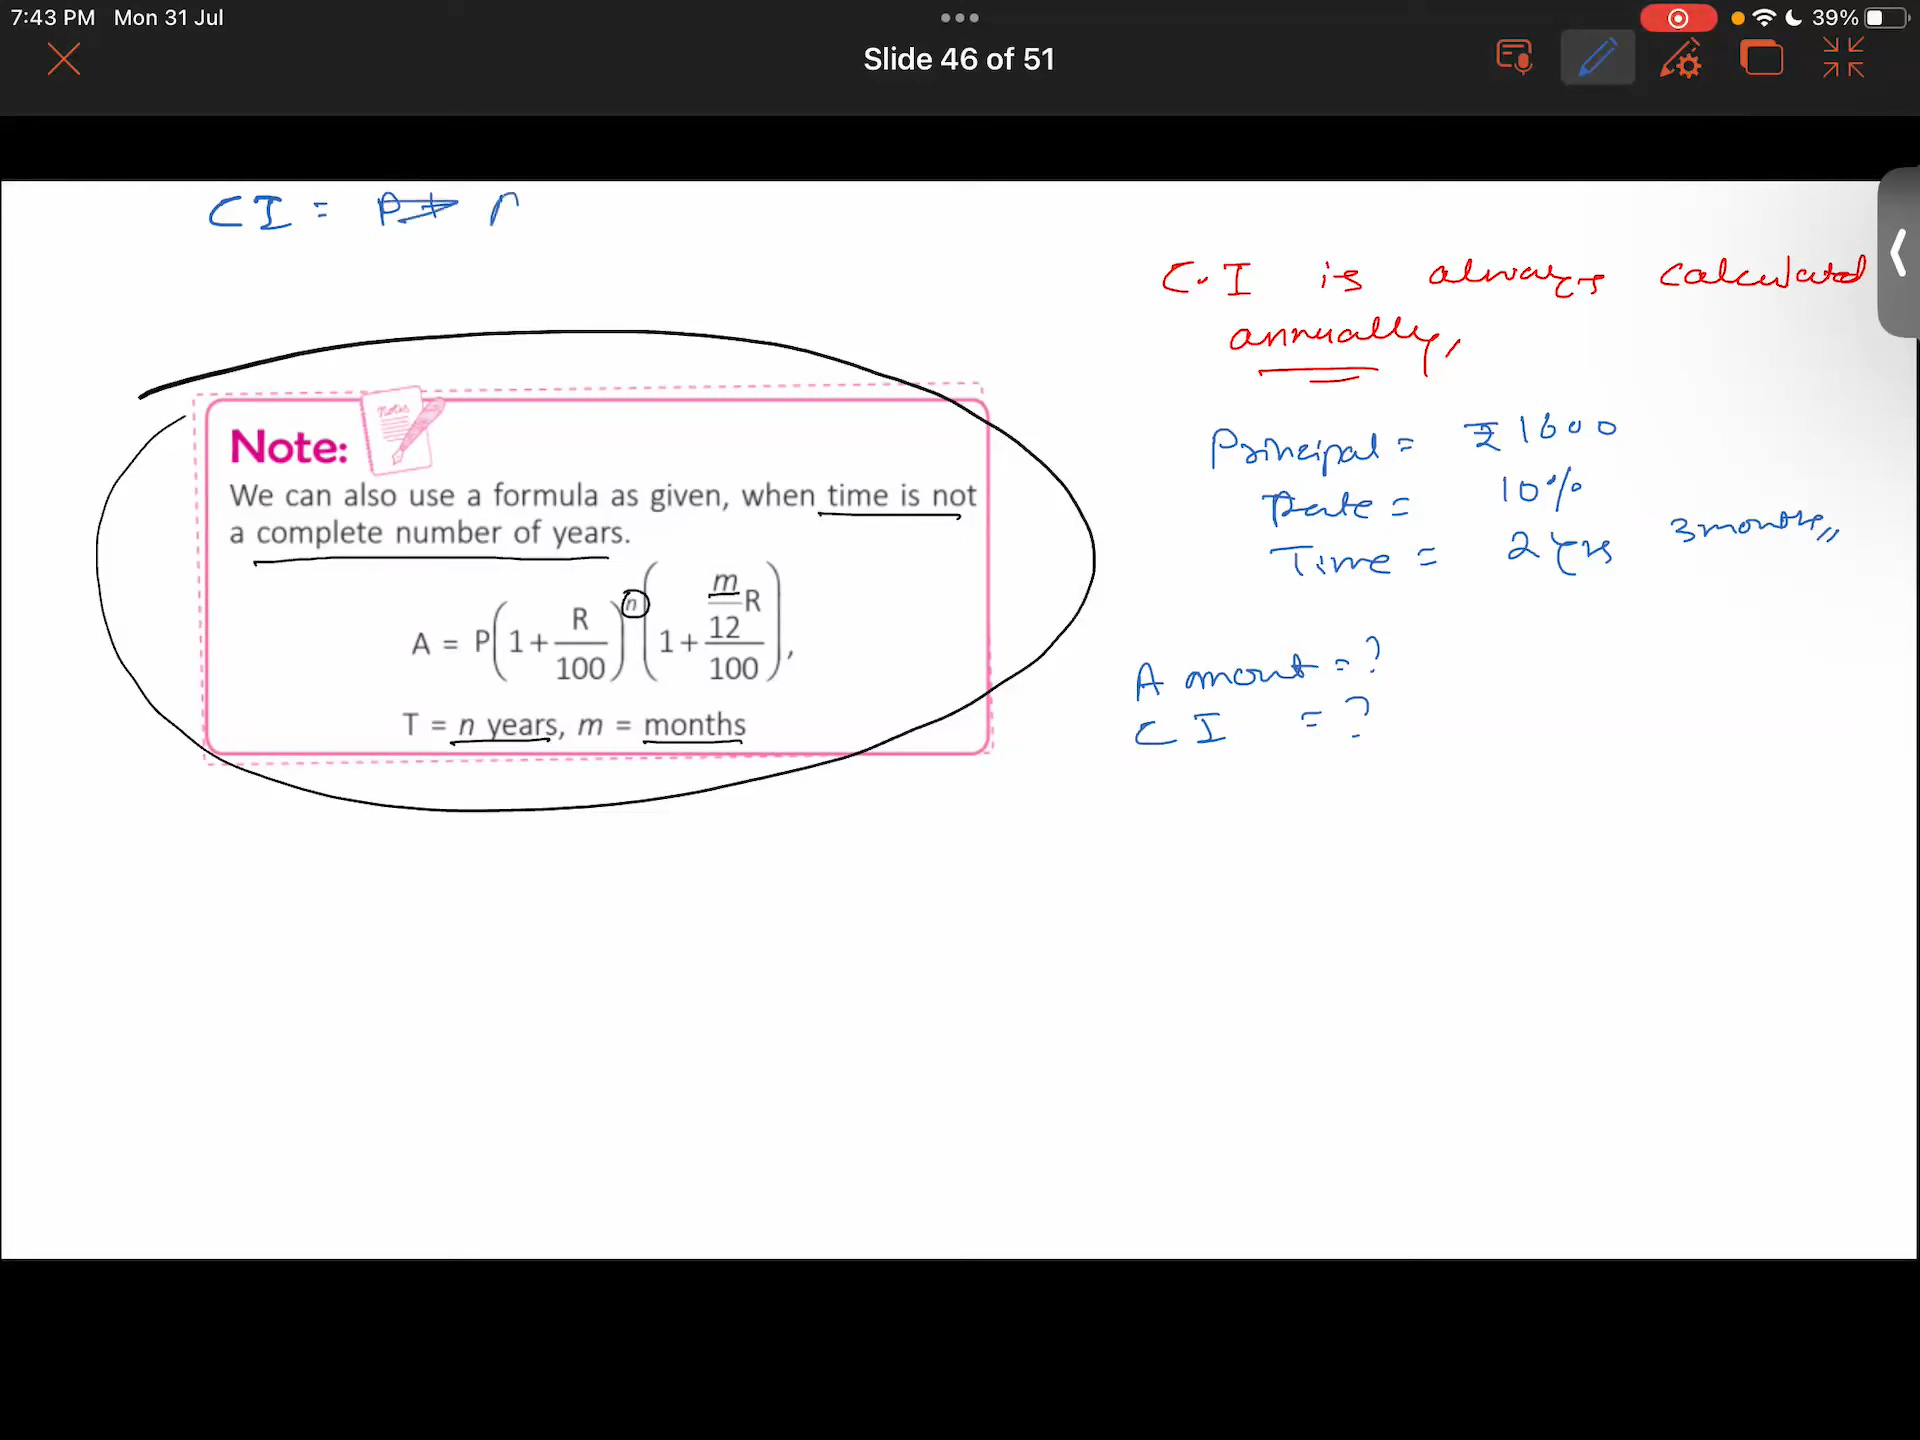 7:43 PM Mon 31 Jul
39%
Slide 46 of 51
CI =
C.I is always calculated
annually,
Notes
Note:
We can also use a formula as given, when time is not
a complete number of years.
A = P(1+R/100)^n(1+(m/12 R)/100),
T = n years, m = months
Principal = ₹1600
Rate = 10%
Time = 2 yrs 3 months,,
Amount = ?
CI = ?